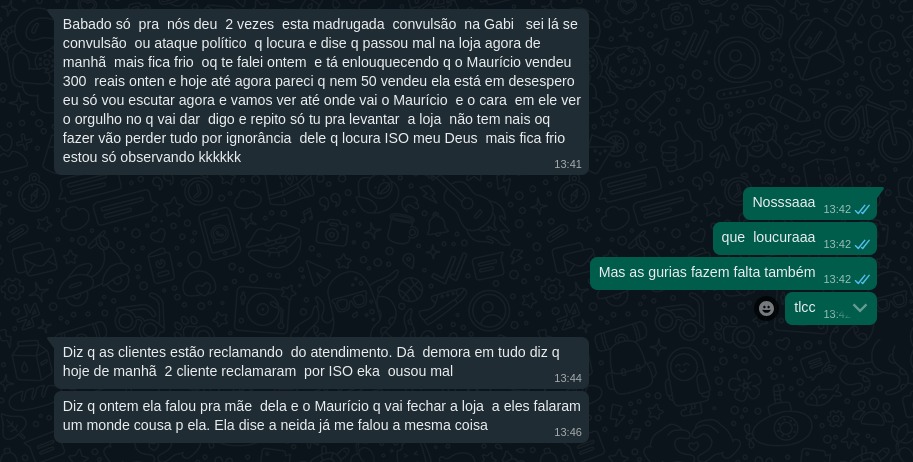 Babado só  pra  nós deu  2 vezes  esta madrugada  convulsão  na Gabi   sei lá se
convulsão  ou ataque político  q locura e dise q passou mal na loja agora de
manhã  mais fica frio  oq te falei ontem  e tá enlouquecendo q o Maurício vendeu
300  reais onten e hoje até agora pareci q nem 50 vendeu ela está em desespero
eu só vou escutar agora e vamos ver até onde vai o Maurício  e o cara  em ele ver
o orgulho no q vai dar  digo e repito só tu pra levantar  a loja  não tem nais oq
fazer vão perder tudo por ignorância  dele q locura ISO meu Deus  mais fica frio
estou só observando kkkkkk
13:41
Nosssaaa 13:42
que  loucuraaa 13:42
Mas as gurias fazem falta também 13:42
tlcc
Diz q as clientes estão reclamando  do atendimento. Dá  demora em tudo diz q
hoje de manhã  2 cliente reclamaram  por ISO eka  ousou mal
13:44
Diz q ontem ela falou pra mãe  dela e o Maurício q vai fechar a loja  a eles falaram
um monde cousa p ela. Ela dise a neida já me falou a mesma coisa
13:46